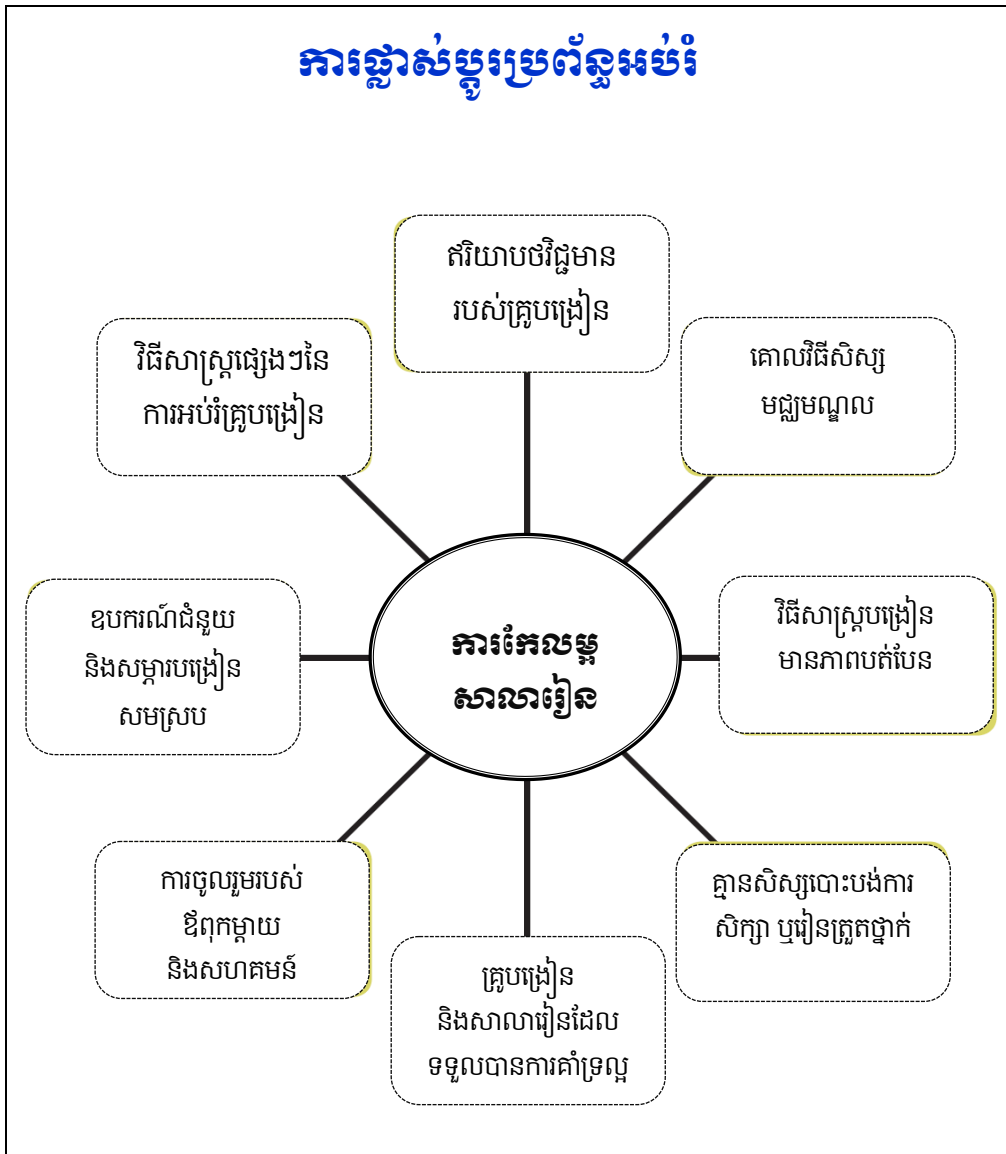 ការផ្លាស់ប្តូរប្រព័ន្ធអប់រំ
ឥរិយាបថវិជ្ជមាន
របស់គ្រូបង្រៀន
វិធីសាស្ត្រផ្សេងៗនៃ
ការអប់រំគ្រូបង្រៀន
គោលវិធីសិស្ស
មជ្ឈមណ្ឌល
ឧបករណ៍ជំនួយ
និងសម្ភារបង្រៀន
សមស្រប
ការកែលម្អ
សាលារៀន
វិធីសាស្ត្របង្រៀន
មានភាពបត់បែន
ការចូលរួមរបស់
ឪពុកម្តាយ
និងសហគមន៍
គ្រូបង្រៀន
និងសាលារៀនដែល
ទទួលបានការគាំទ្រល្អ
គ្មានសិស្សបោះបង់ការ
សិក្សា ឬរៀនត្រួតថ្នាក់